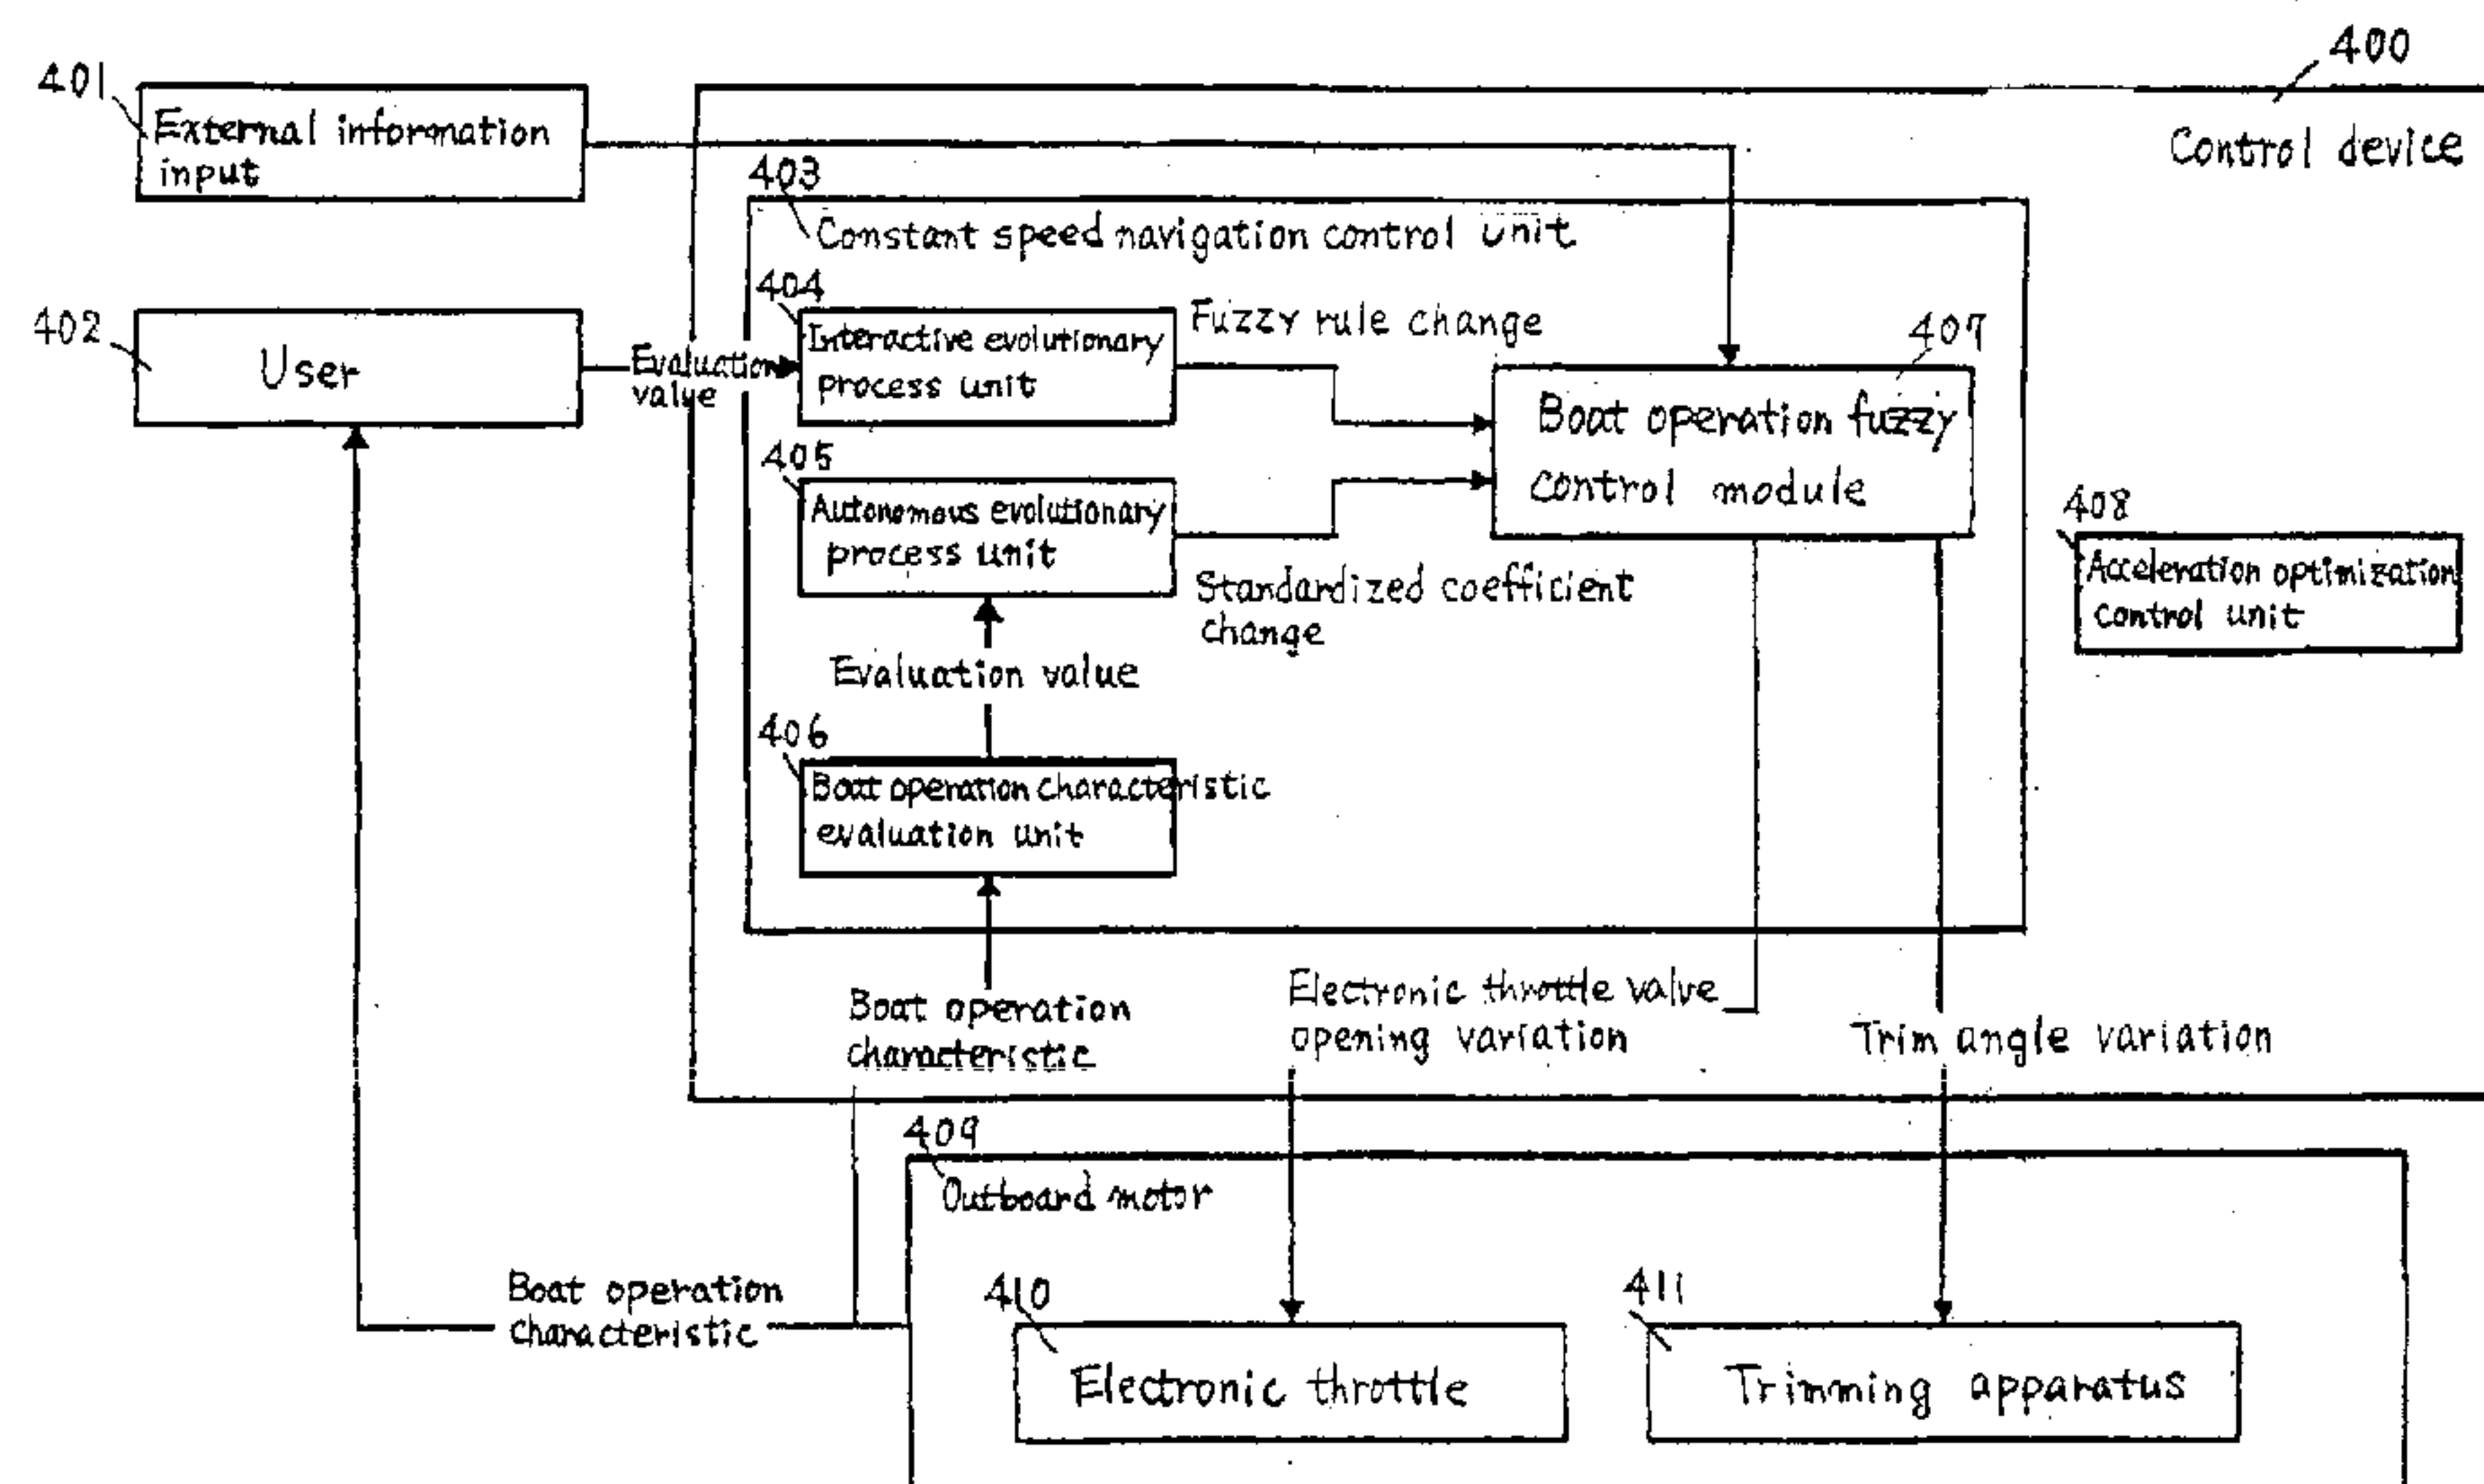 400
Control device
401
External information
input
403
Constant speed navigation control unit
402
User
Evaluation
value
404
Interactive evolutionary
process unit
Fuzzy rule change
407
Boat operation fuzzy
control module
405
Autonomous evolutionary
process unit
Standardized coefficient
change
408
Acceleration optimization
control unit
Evaluation value
406
Boat operation characteristic
evaluation unit
Boat operation
characteristic
Electronic throttle valve
opening variation
Trim angle variation
409
Outboard motor
Boat operation
characteristic
410
Electronic throttle
411
Trimming apparatus